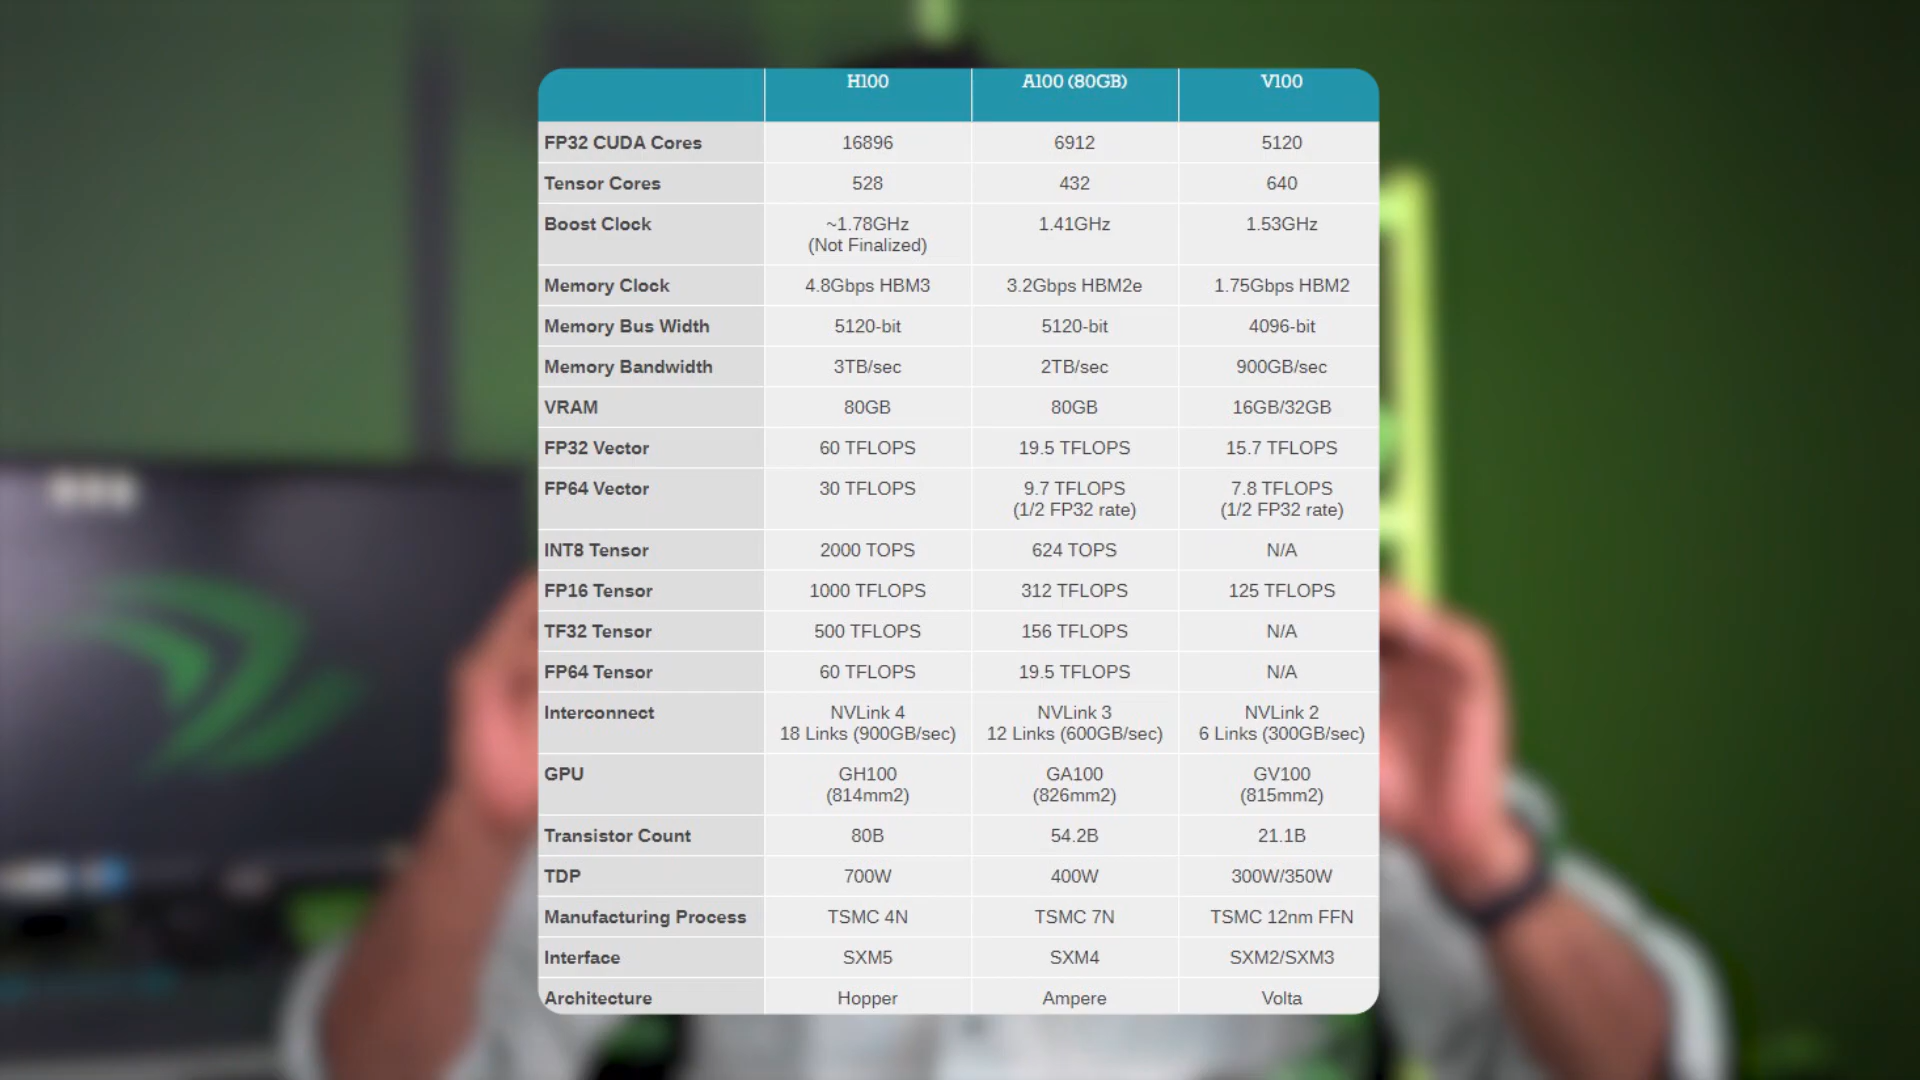 H100 A100 (80GB) V100
FP32 CUDA Cores 16896 6912 5120
Tensor Cores 528 432 640
Boost Clock ~1.78GHz 1.41GHz 1.53GHz
(Not Finalized)
Memory Clock 4.8Gbps HBM3 3.2Gbps HBM2e 1.75Gbps HBM2
Memory Bus Width 5120-bit 5120-bit 4096-bit
Memory Bandwidth 3TB/sec 2TB/sec 900GB/sec
VRAM 80GB 80GB 16GB/32GB
FP32 Vector 60 TFLOPS 19.5 TFLOPS 15.7 TFLOPS
FP64 Vector 30 TFLOPS 9.7 TFLOPS 7.8 TFLOPS
(1/2 FP32 rate) (1/2 FP32 rate)
INT8 Tensor 2000 TOPS 624 TOPS N/A
FP16 Tensor 1000 TFLOPS 312 TFLOPS 125 TFLOPS
TF32 Tensor 500 TFLOPS 156 TFLOPS N/A
FP64 Tensor 60 TFLOPS 19.5 TFLOPS N/A
Interconnect NVLink 4 NVLink 3 NVLink 2
18 Links (900GB/sec) 12 Links (600GB/sec) 6 Links (300GB/sec)
GPU GH100 GA100 GV100
(814mm2) (826mm2) (815mm2)
Transistor Count 80B 54.2B 21.1B
TDP 700W 400W 300W/350W
Manufacturing Process TSMC 4N TSMC 7N TSMC 12nm FFN
Interface SXM5 SXM4 SXM2/SXM3
Architecture Hopper Ampere Volta